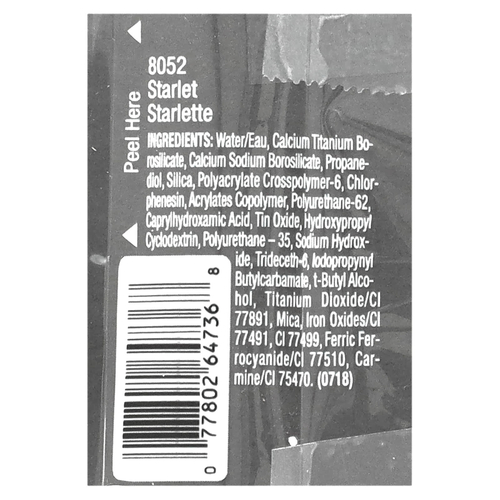 Peel Here
8052
Starlet
Starlette
INGREDIENTS: Water/Eau, Calcium Titanium Bo-
rosilicate, Calcium Sodium Borosilicate, Propane-
diol, Silica, Polyacrylate Crosspolymer-6, Chlor-
phenesin, Acrylates Copolymer, Polyurethane-62,
Caprylhydroxamic Acid, Tin Oxide, Hydroxypropyl
Cyclodextrin, Polyurethane – 35, Sodium Hydrox-
ide, Trideceth-6, Iodopropynyl
Butylcarbamate, t-Butyl Alco-
hol, Titanium Dioxide/CI
77891, Mica, Iron Oxides/CI
77491, CI 77499, Ferric Fer-
rocyanide/CI 77510, Car-
mine/CI 75470. (0718)
0 77802 64736 8